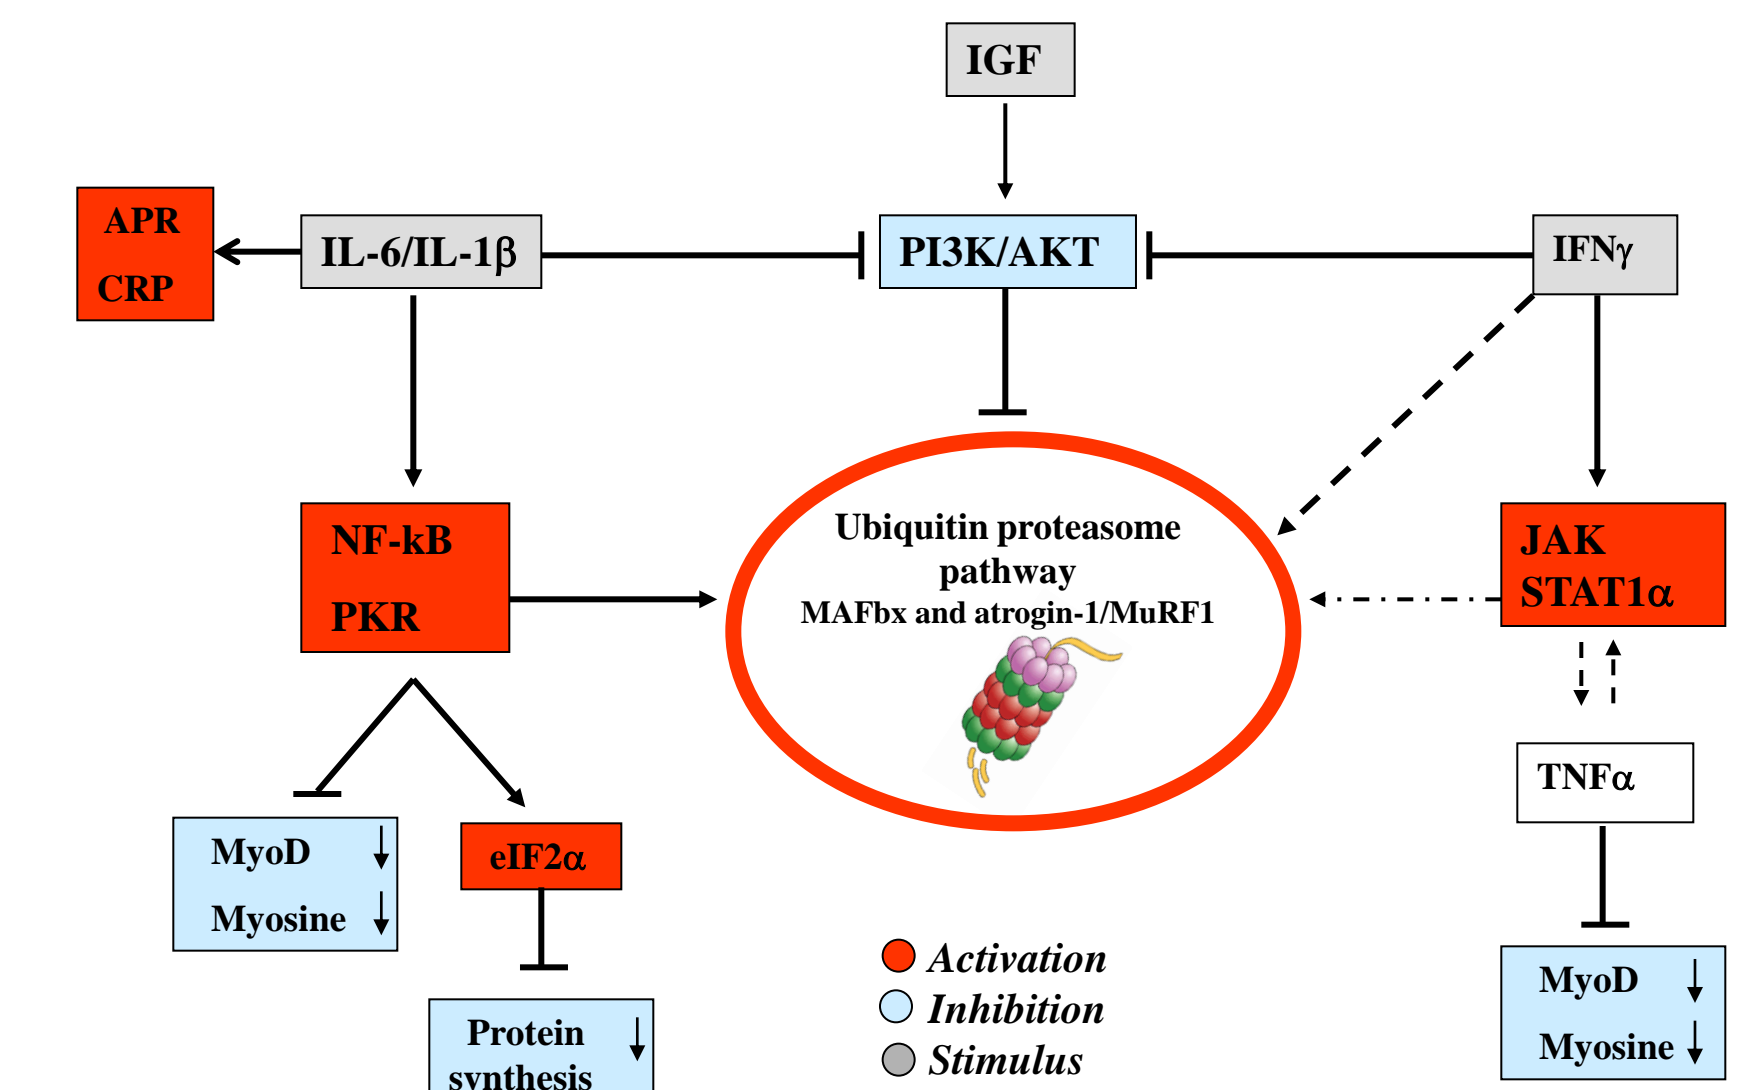 IGF
APR
CRP
IL-6/IL-1β
PI3K/AKT
IFNγ
NF-kB
PKR
Ubiquitin proteasome
pathway
MAFbx and atrogin-1/MuRF1
JAK
STAT1α
TNFα
MyoD
Myosine
eIF2α
Protein
synthesis
Activation
Inhibition
Stimulus
MyoD
Myosine